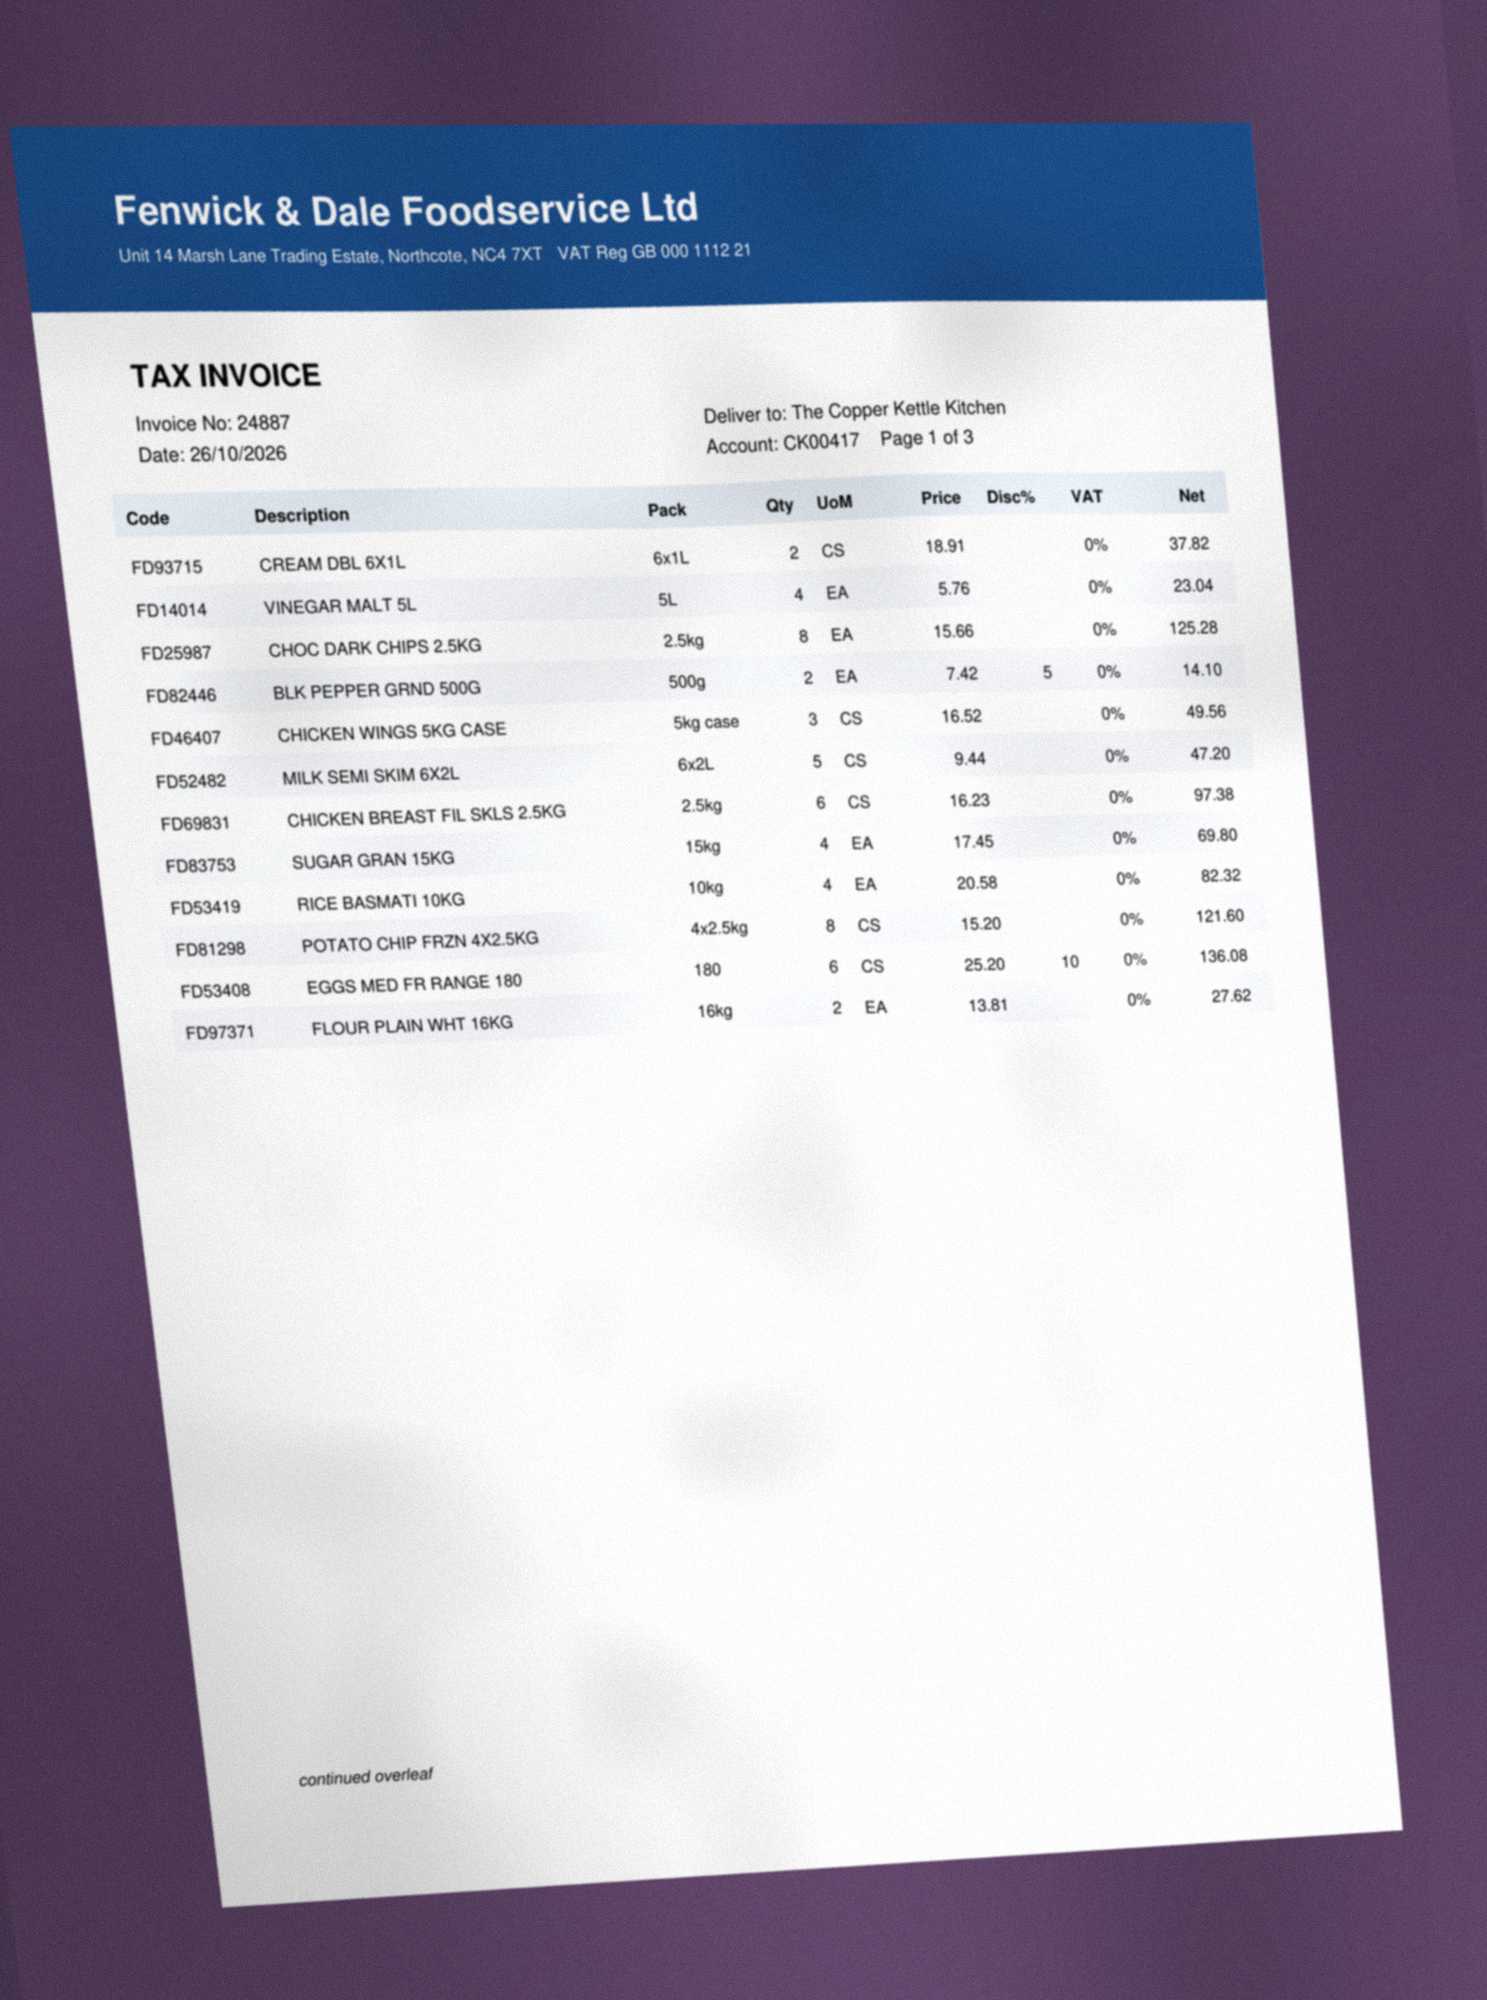 Fenwick & Dale Foodservice Ltd
Unit 14 Marsh Lane Trading Estate, Northcote, NC4 7XT VAT Reg GB 000 1112 21
TAX INVOICE
Invoice No: 24887
Date: 26/10/2026
Deliver to: The Copper Kettle Kitchen
Account: CK00417 Page 1 of 3
Code Description Pack Qty UoM Price Disc% VAT Net
FD93715 CREAM DBL 6X1L 6x1L 2 CS 18.91 0% 37.82
FD14014 VINEGAR MALT 5L 5L 4 EA 5.76 0% 23.04
FD25987 CHOC DARK CHIPS 2.5KG 2.5kg 8 EA 15.66 0% 125.28
FD82446 BLK PEPPER GRND 500G 500g 2 EA 7.42 5 0% 14.10
FD46407 CHICKEN WINGS 5KG CASE 5kg case 3 CS 16.52 0% 49.56
FD52482 MILK SEMI SKIM 6X2L 6x2L 5 CS 9.44 0% 47.20
FD69831 CHICKEN BREAST FIL SKLS 2.5KG 2.5kg 6 CS 16.23 0% 97.38
FD83753 SUGAR GRAN 15KG 15kg 4 EA 17.45 0% 69.80
FD53419 RICE BASMATI 10KG 10kg 4 EA 20.58 0% 82.32
FD81298 POTATO CHIP FRZN 4X2.5KG 4x2.5kg 8 CS 15.20 0% 121.60
FD53408 EGGS MED FR RANGE 180 180 6 CS 25.20 10 0% 136.08
FD97371 FLOUR PLAIN WHT 16KG 16kg 2 EA 13.81 0% 27.62
continued overleaf